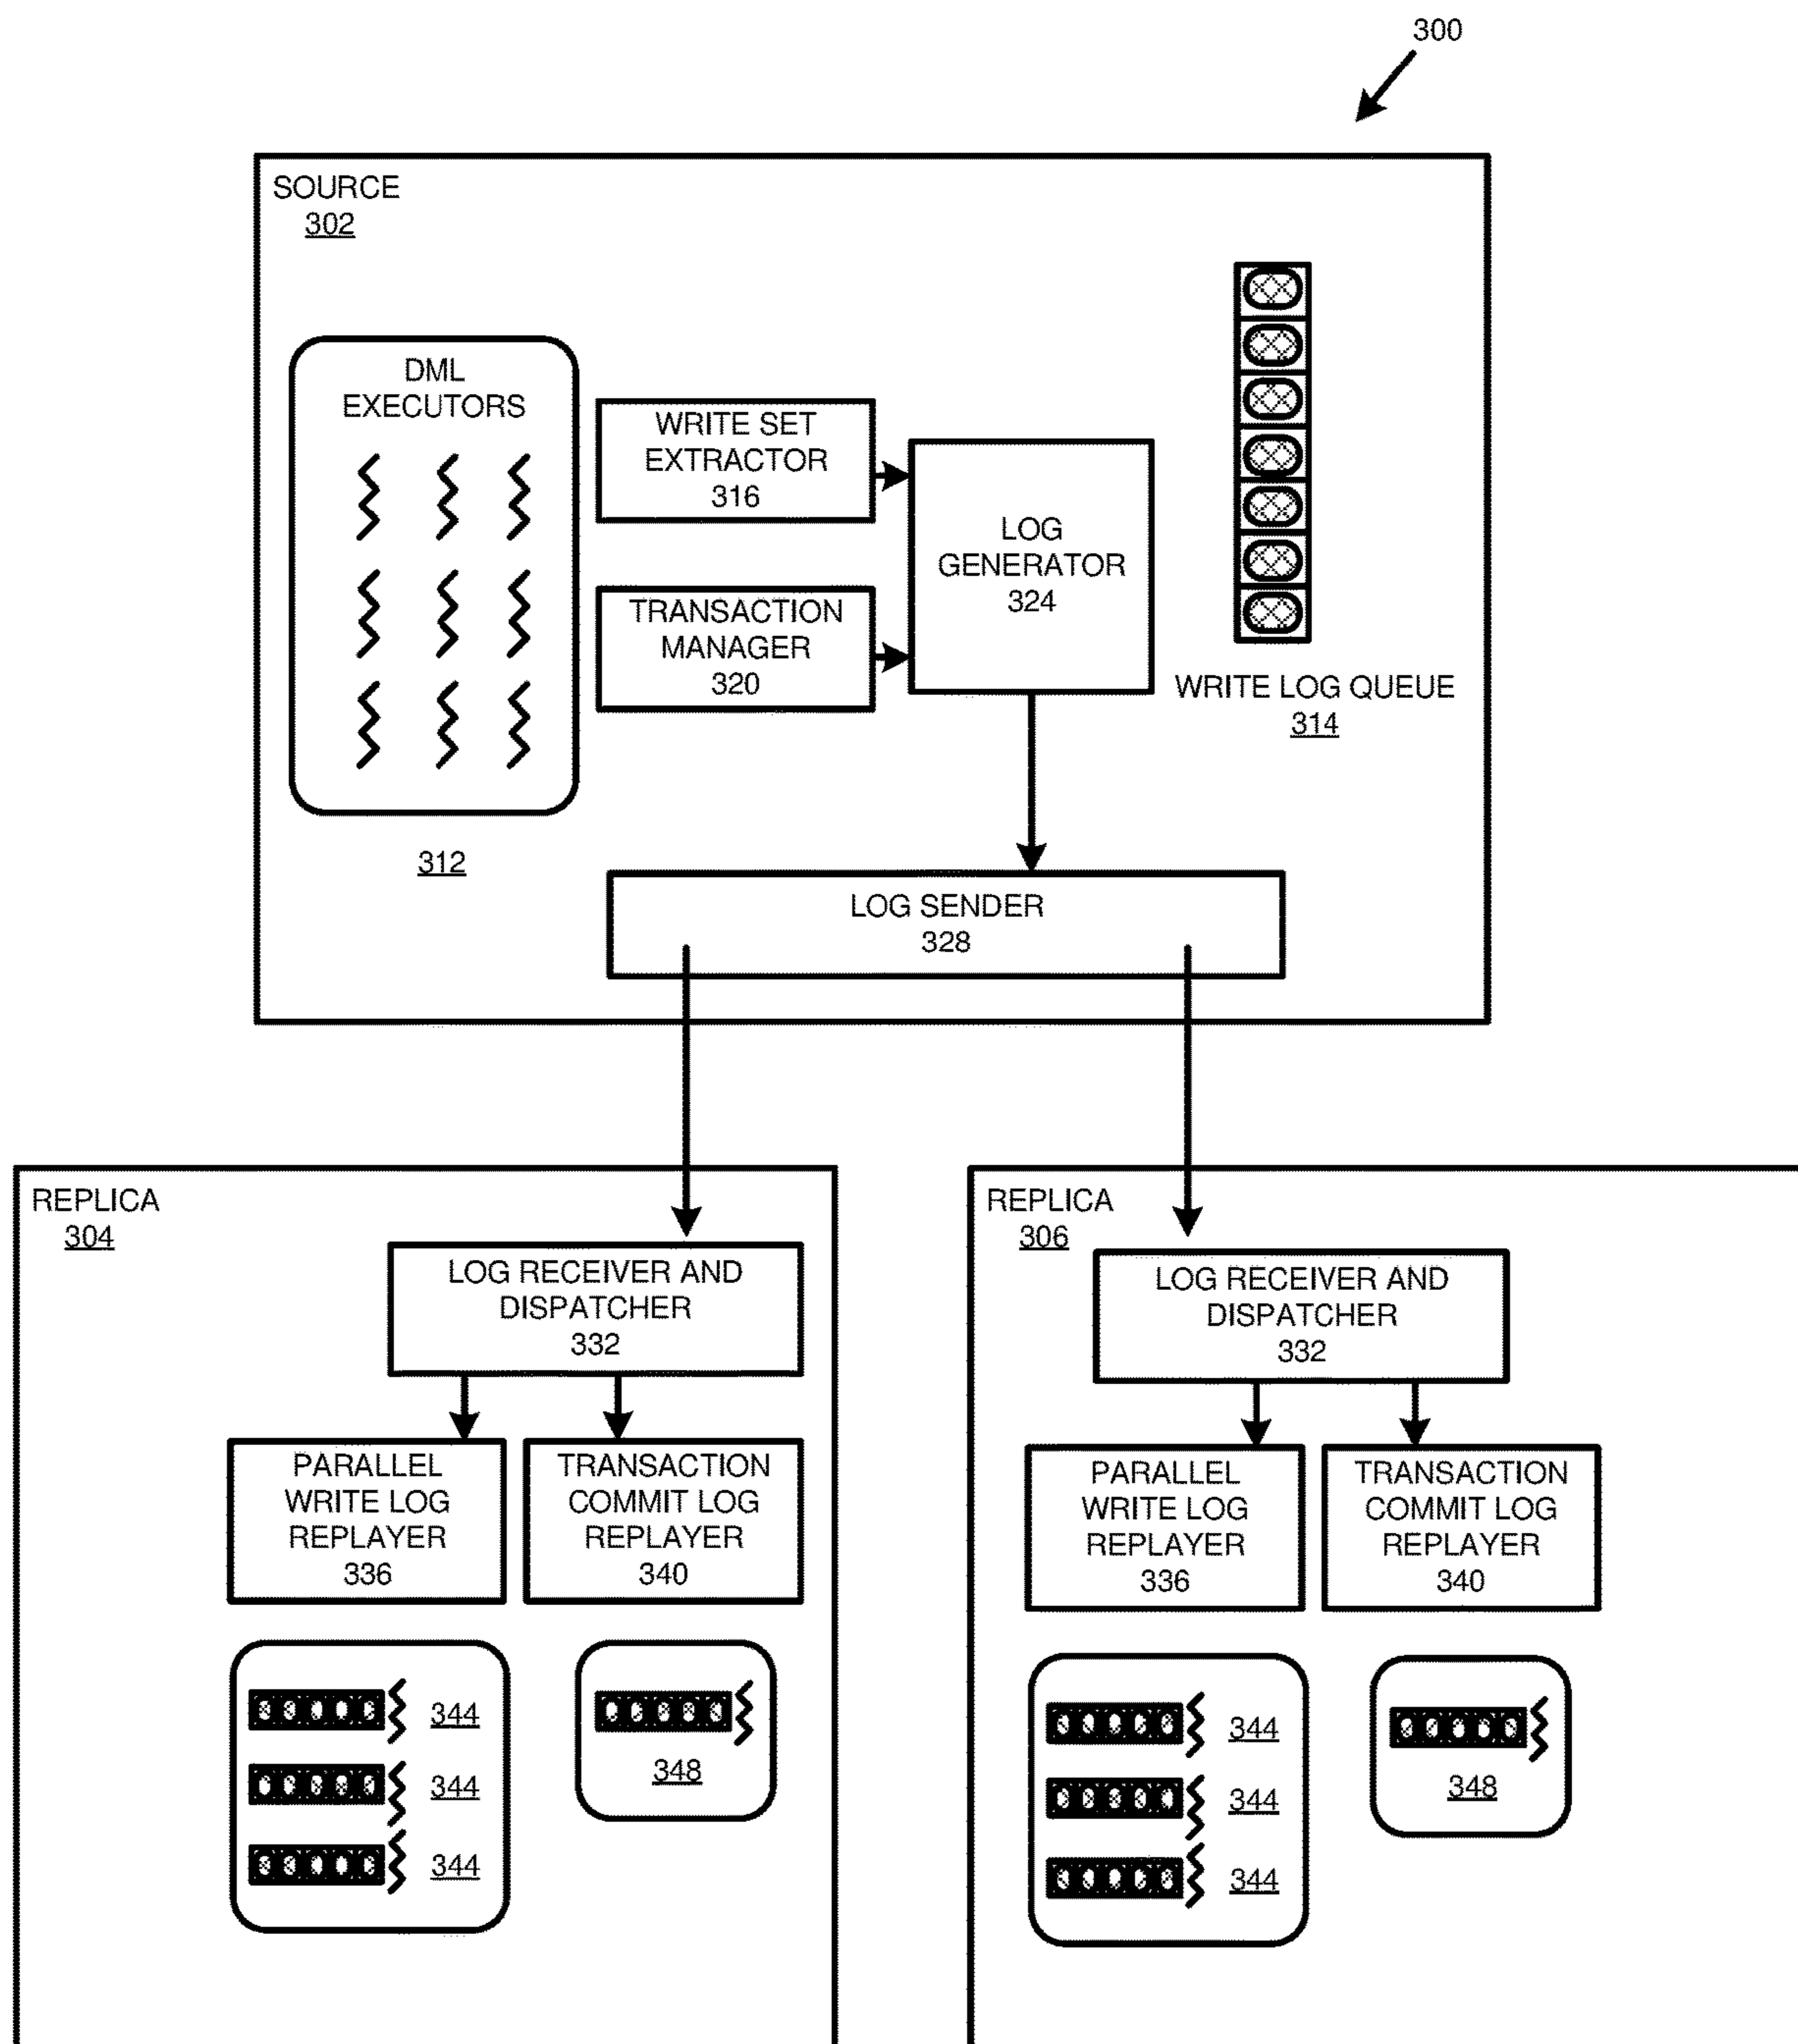 300
SOURCE
302
DML
EXECUTORS
312
WRITE SET
EXTRACTOR
316
TRANSACTION
MANAGER
320
LOG
GENERATOR
324
WRITE LOG QUEUE
314
LOG SENDER
328
REPLICA
304
LOG RECEIVER AND
DISPATCHER
332
PARALLEL
WRITE LOG
REPLAYER
336
TRANSACTION
COMMIT LOG
REPLAYER
340
344
344
344
348
REPLICA
306
LOG RECEIVER AND
DISPATCHER
332
PARALLEL
WRITE LOG
REPLAYER
336
TRANSACTION
COMMIT LOG
REPLAYER
340
344
344
344
348